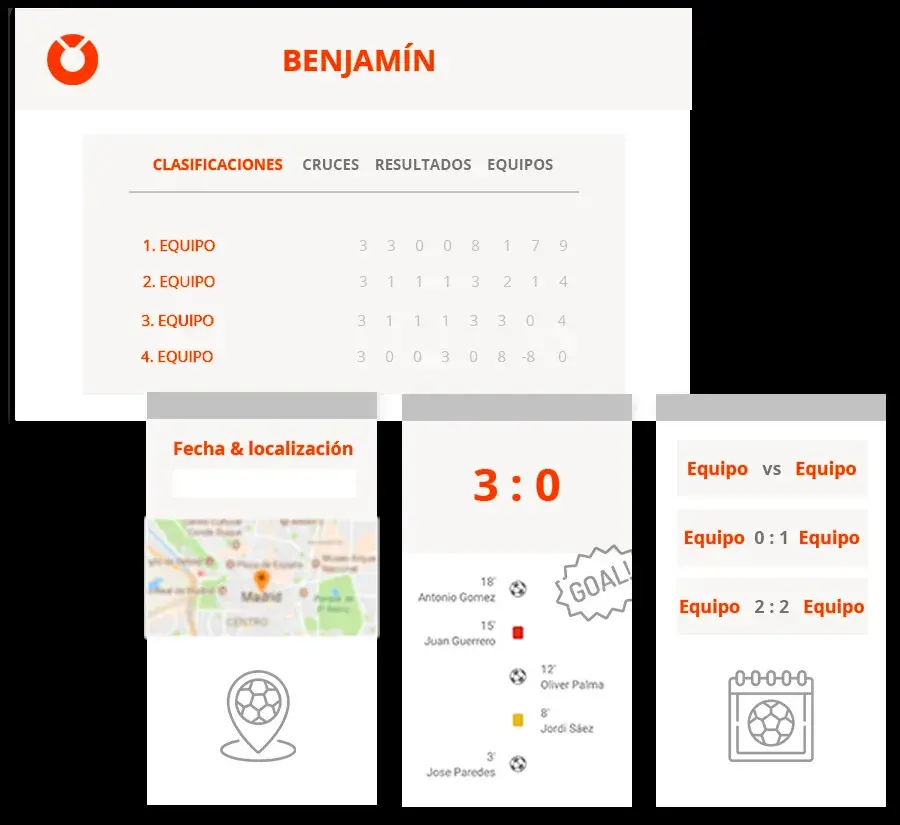 BENJAMÍN
CLASIFICACIONES CRUCES RESULTADOS EQUIPOS
1. EQUIPO 3 3 0 0 8 1 7 9
2. EQUIPO 3 1 1 1 3 2 1 4
3. EQUIPO 3 1 1 1 3 3 0 4
4. EQUIPO 3 0 0 3 0 8 -8 0
Fecha & localización
Conde Duque
Plaza de España
Madrid
CENTRO
3 : 0
GOAL!
18'
Antonio Gomez
15'
Juan Guerrero
12'
Oliver Palma
8'
Jordi Sáez
3'
Jose Paredes
Equipo vs Equipo
Equipo 0 : 1 Equipo
Equipo 2 : 2 Equipo